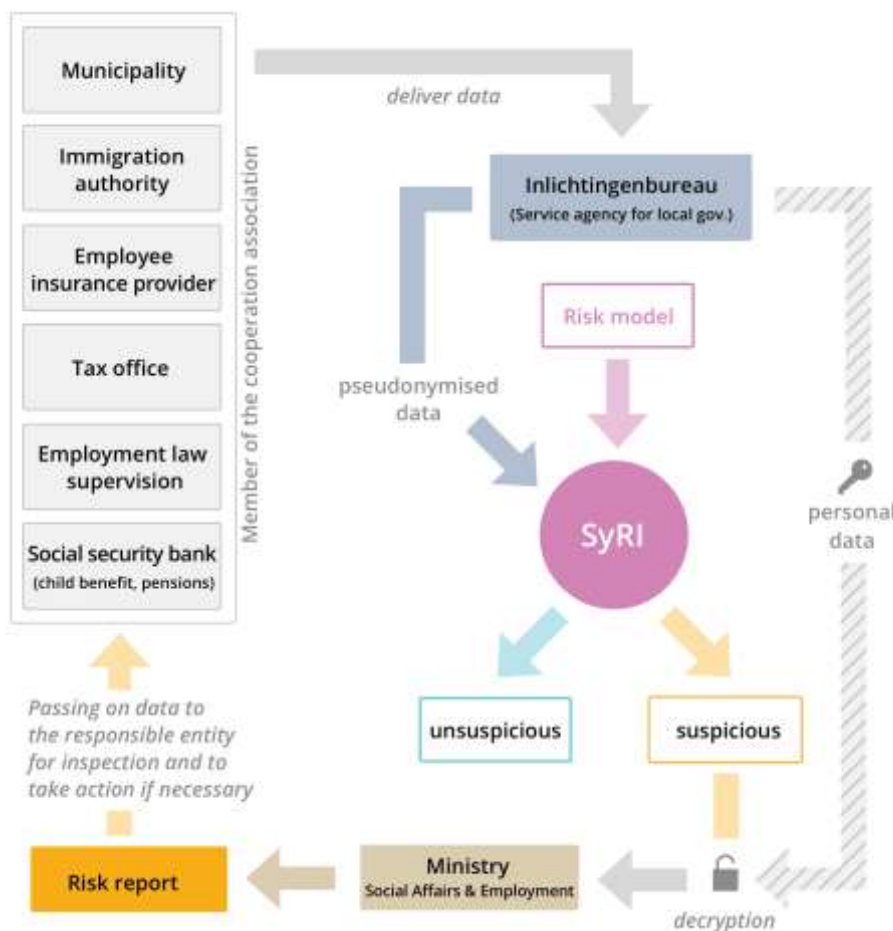 Municipality
Immigration
authority
Employee
insurance provider
Tax office
Employment law
supervision
Social security bank
(child benefit, pensions)
Member of the cooperation association
deliver data
Inlichtingenbureau
(Service agency for local gov.)
Risk model
pseudonymised
data
SyRI
personal
data
unsuspicious
suspicious
Passing on data to
the responsible entity
for inspection and to
take action if necessary
Risk report
Ministry
Social Affairs & Employment
decryption